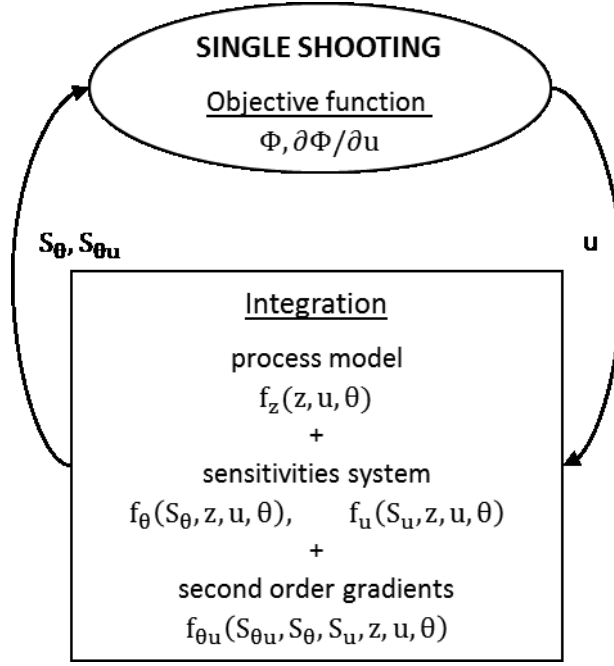 SINGLE SHOOTING
Objective function
Φ, ∂Φ/∂u
S_θ, S_θu
u
Integration
process model
f_z(z, u, θ)
+
sensitivities system
f_θ(S_θ, z, u, θ), f_u(S_u, z, u, θ)
+
second order gradients
f_θu(S_θu, S_θ, S_u, z, u, θ)